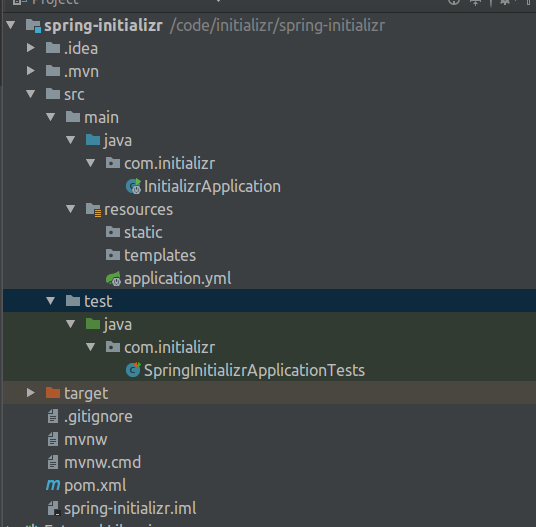 Project
spring-initializr /code/initializr/spring-initializr
.idea
.mvn
src
main
java
com.initializr
InitializrApplication
resources
static
templates
application.yml
test
java
com.initializr
SpringInitializrApplicationTests
target
.gitignore
mvnw
mvnw.cmd
pom.xml
spring-initializr.iml